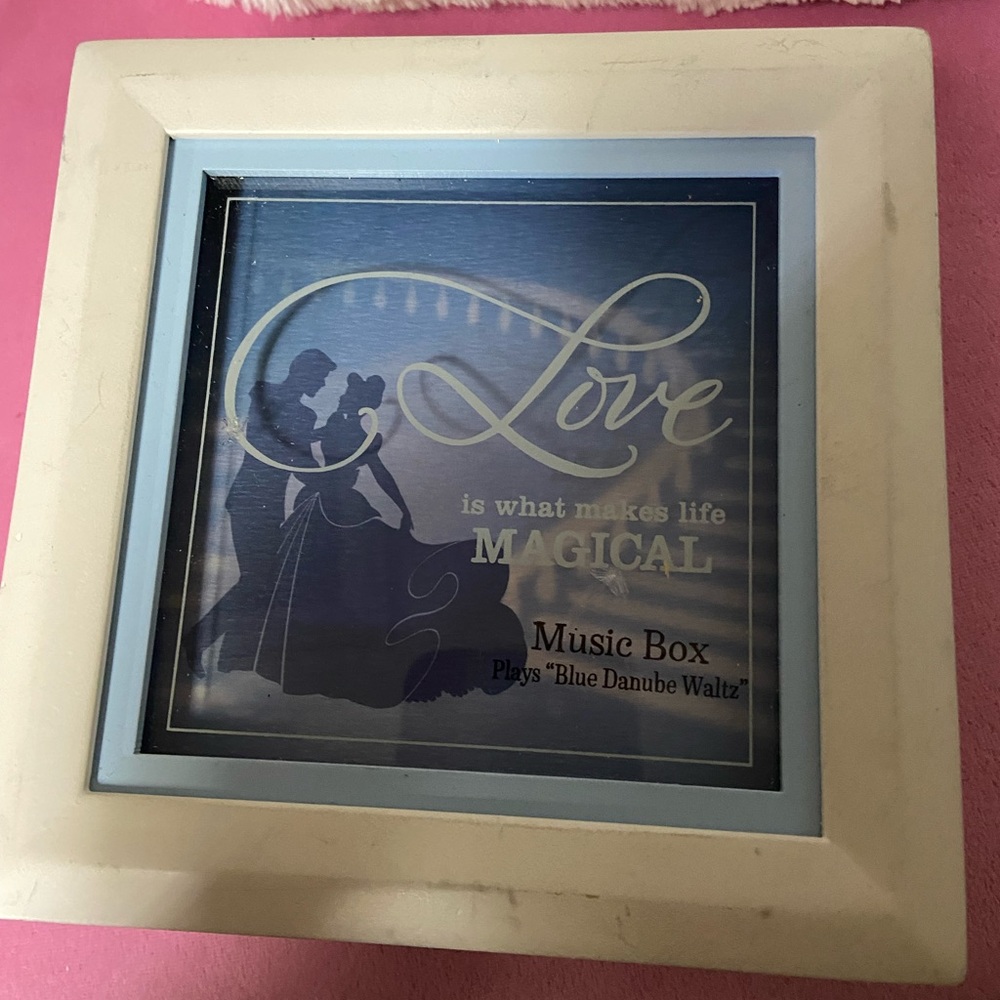 Love
is what makes life
MAGICAL
Music Box
Plays “Blue Danube Waltz”